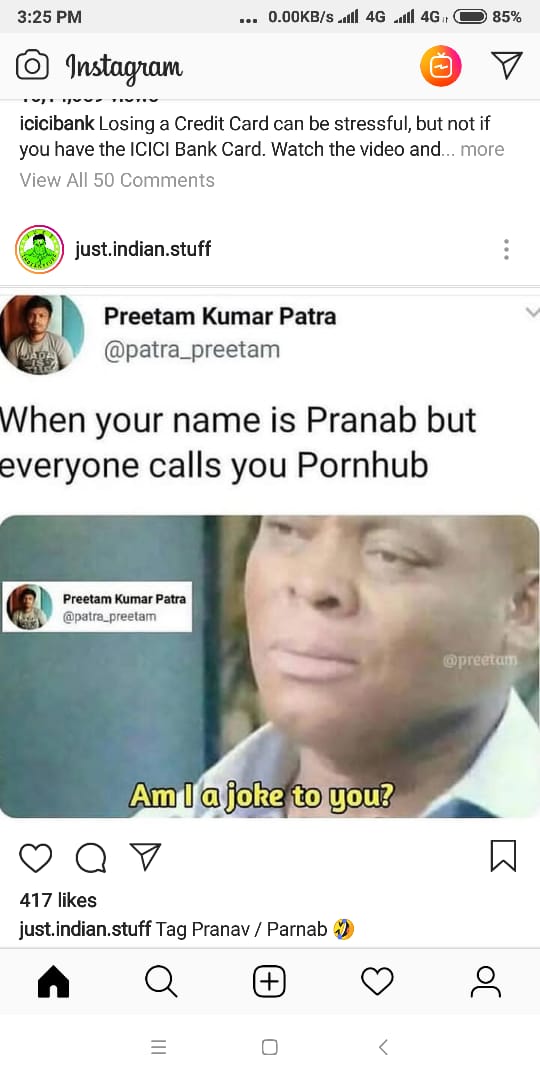 3:25 PM ... 0.00KB/s 4G 4G 85%
Instagram
icicibank Losing a Credit Card can be stressful, but not if
you have the ICICI Bank Card. Watch the video and... more
View All 50 Comments
just.indian.stuff
Preetam Kumar Patra
@patra_preetam
When your name is Pranab but
everyone calls you Pornhub
Preetam Kumar Patra
@patra_preetam
@preetam
Am I a joke to you?
417 likes
just.indian.stuff Tag Pranav / Parnab 🤣